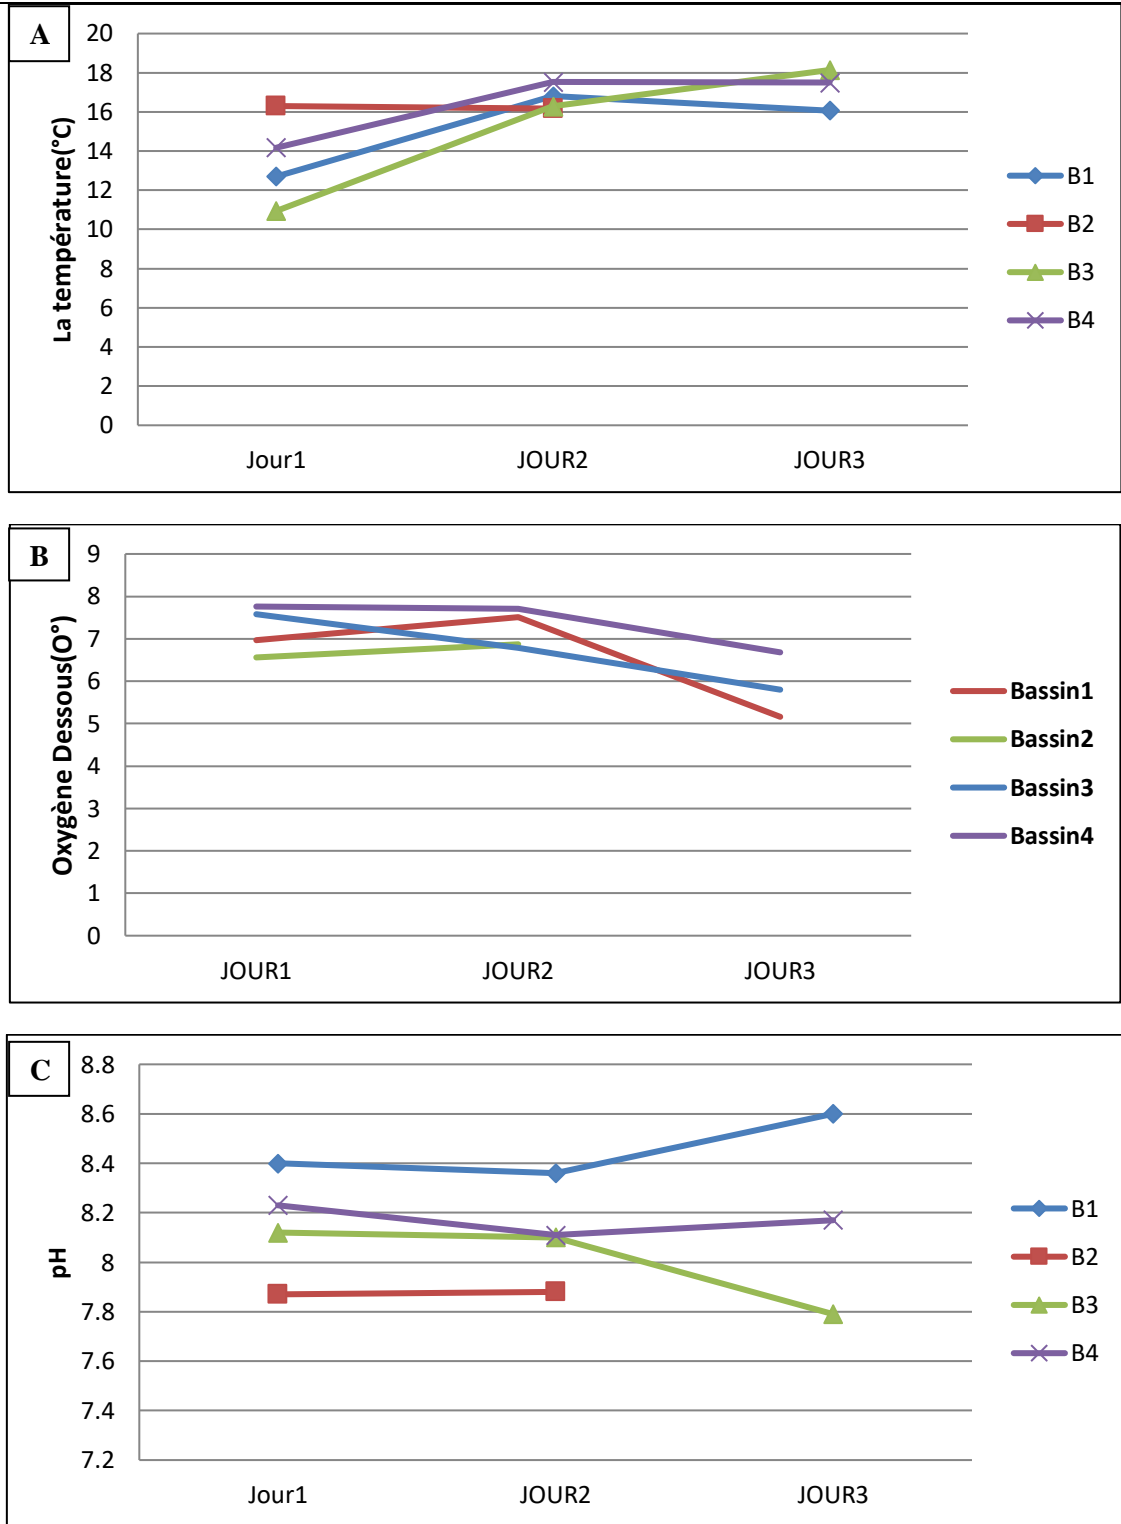 A
20
18
16
14
12
10
8
6
4
2
0
La température(°C)
Jour1 JOUR2 JOUR3
B1
B2
B3
B4
B
9
8
7
6
5
4
3
2
1
0
Oxygène Dessous(O°)
JOUR1 JOUR2 JOUR3
Bassin1
Bassin2
Bassin3
Bassin4
C
8.8
8.6
8.4
8.2
8
7.8
7.6
7.4
7.2
pH
Jour1 JOUR2 JOUR3
B1
B2
B3
B4